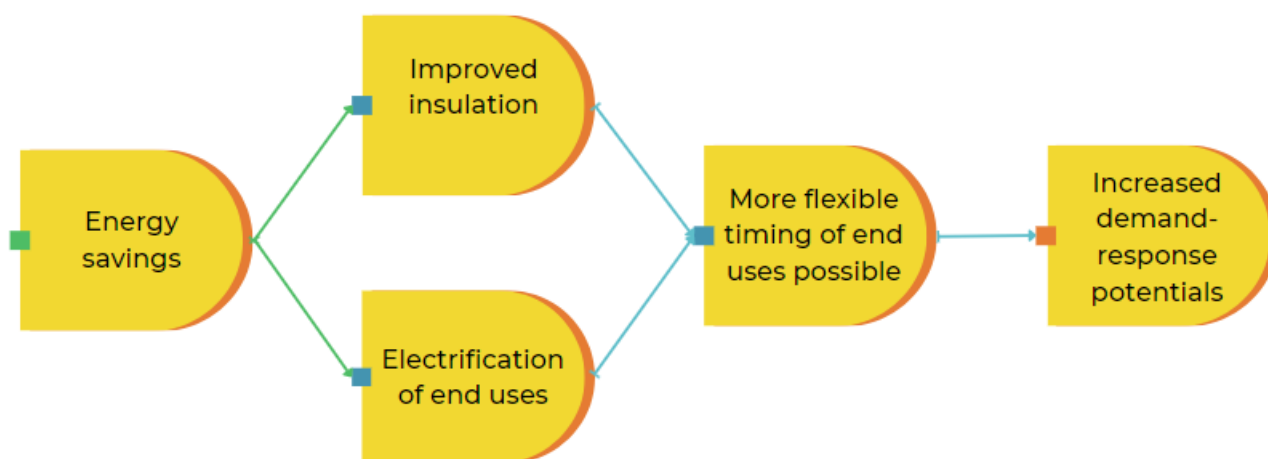 Energy
savings
Improved
insulation
Electrification
of end uses
More flexible
timing of end
uses possible
Increased
demand-
response
potentials